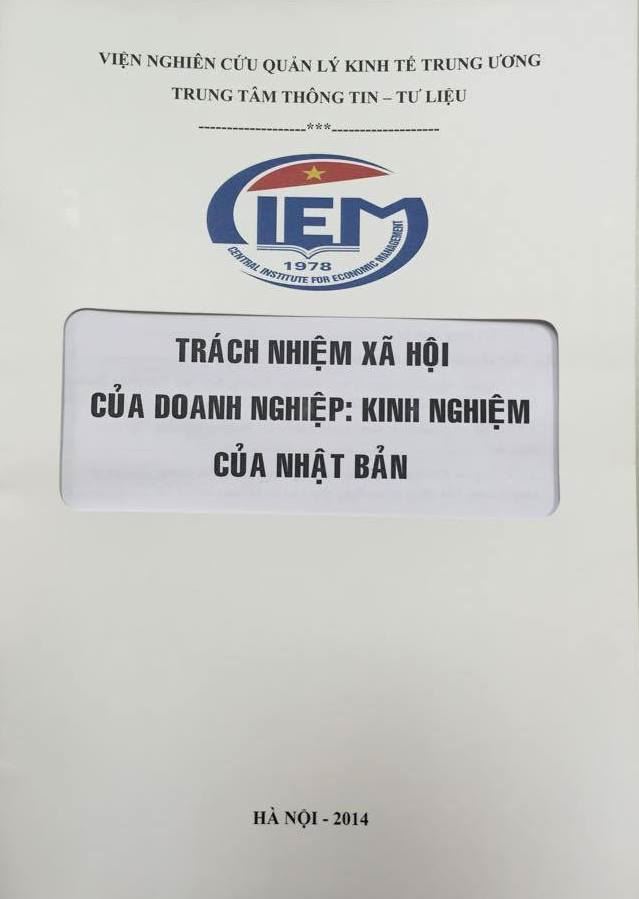 VIỆN NGHIÊN CỨU QUẢN LÝ KINH TẾ TRUNG ƯƠNG
TRUNG TÂM THÔNG TIN – TƯ LIỆU
-------------------***-------------------
CIEM
1978
CENTRAL INSTITUTE FOR ECONOMIC MANAGEMENT
TRÁCH NHIỆM XÃ HỘI
CỦA DOANH NGHIỆP: KINH NGHIỆM
CỦA NHẬT BẢN
HÀ NỘI - 2014